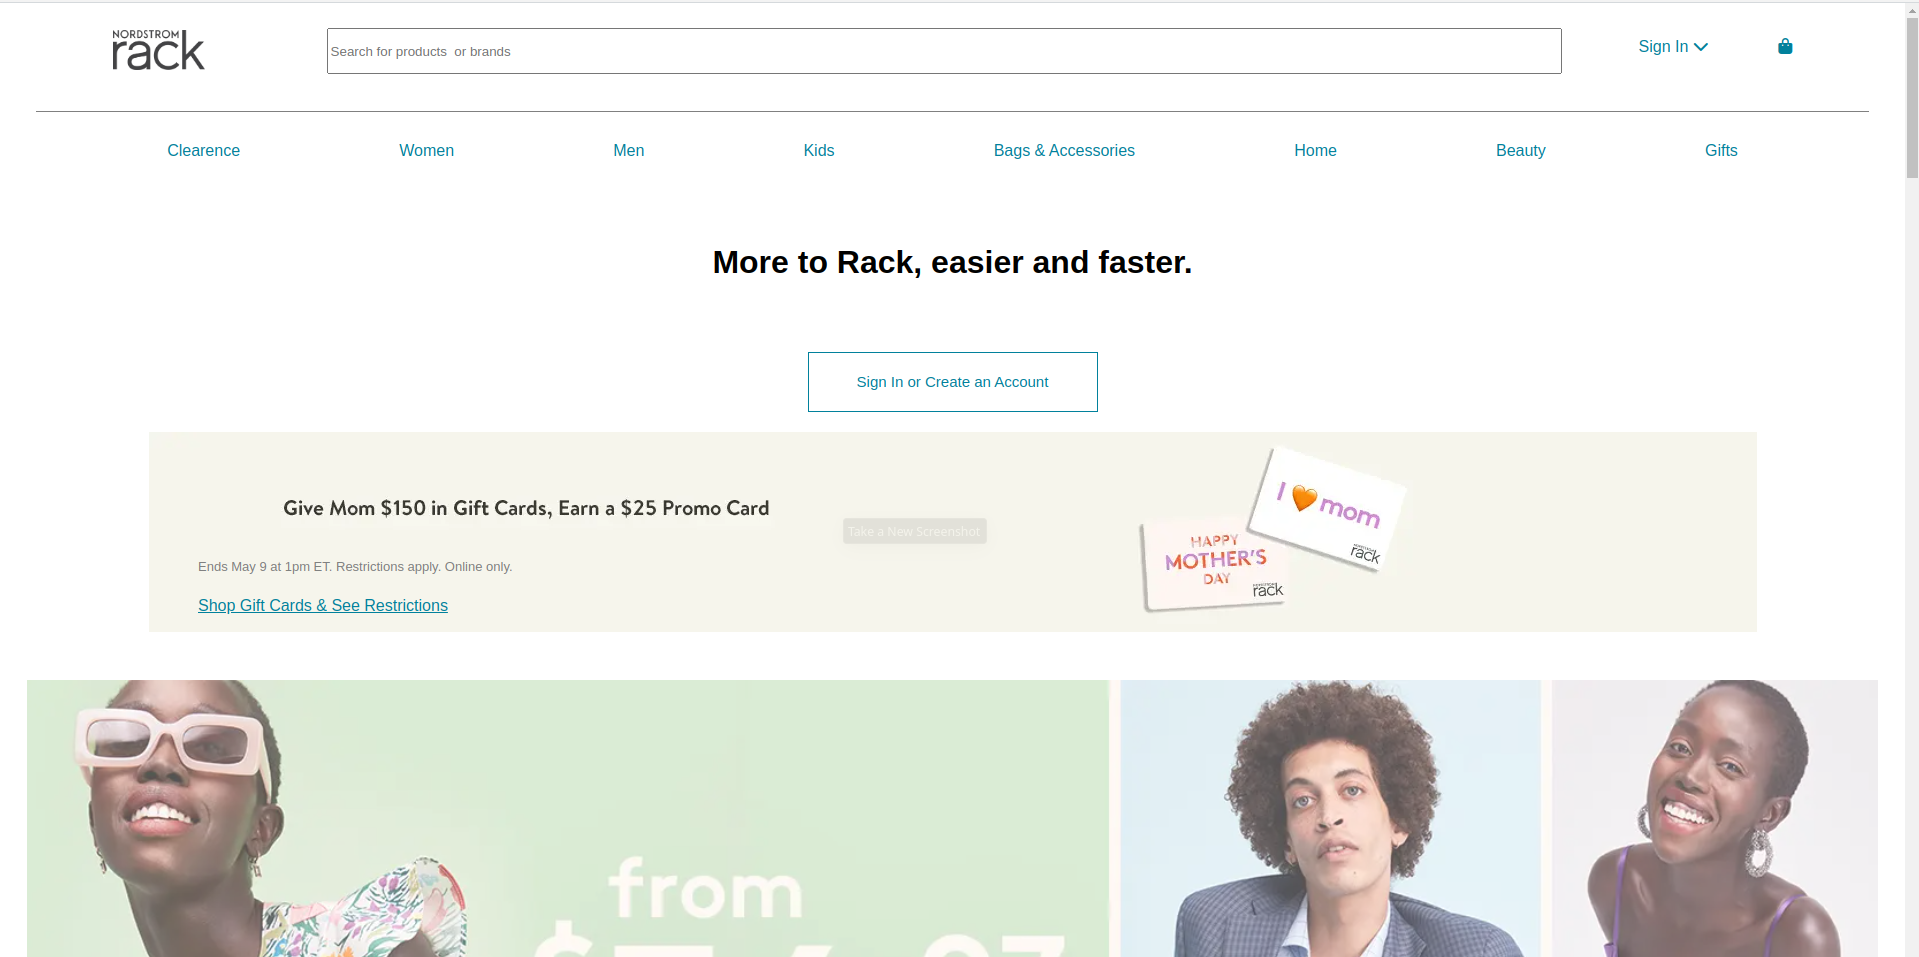 NORDSTROM
rack
Search for products  or brands
Sign In
Clearence
Women
Men
Kids
Bags & Accessories
Home
Beauty
Gifts
More to Rack, easier and faster.
Sign In or Create an Account
Give Mom $150 in Gift Cards, Earn a $25 Promo Card
Take a New Screenshot
Ends May 9 at 1pm ET. Restrictions apply. Online only.
Shop Gift Cards & See Restrictions
I 🧡 mom
NORDSTROM
rack
HAPPY
MOTHER'S
DAY
NORDSTROM
rack
from